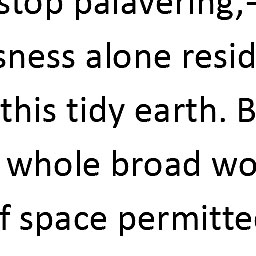 stop palavering,-
sness alone resid
this tidy earth. B
whole broad wo
f space permitte